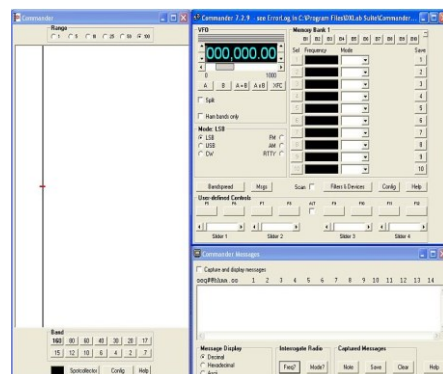 Commander
Range
1 5 10 25 50 100
Band
160 80 60 40 30 20 17
15 12 10 6 4 2 .7
Spotcollector Config Help
Commander 7.2.9 - see ErrorLog In C:\Program Files\DXLab Suite\Commander...
VFO
000,000.00
0 1000
A B A=B AxB XFC
Split
Ham bands only
Mode: LSB
LSB FM
USB AM
CW RTTY
Memory Bank 1
B1 B2 B3 B4 B5 B6 B7 B8 B9 B10
Sel Frequency Mode Save
1
2
3
4
5
6
7
8
9
10
Bandspread Msgs Scan Filters & Devices Config Help
User-defined Controls
Slider 1 Slider 2 Slider 3 Slider 4
Commander Messages
Capture and display messages
1 2 3 4 5 6 7 8 9 10 11 12 13 14
Message Display
Decimal
Hexadecimal
Ascii
Interrogate Radio
Freq? Mode?
Captured Messages
Note Save Clear Help